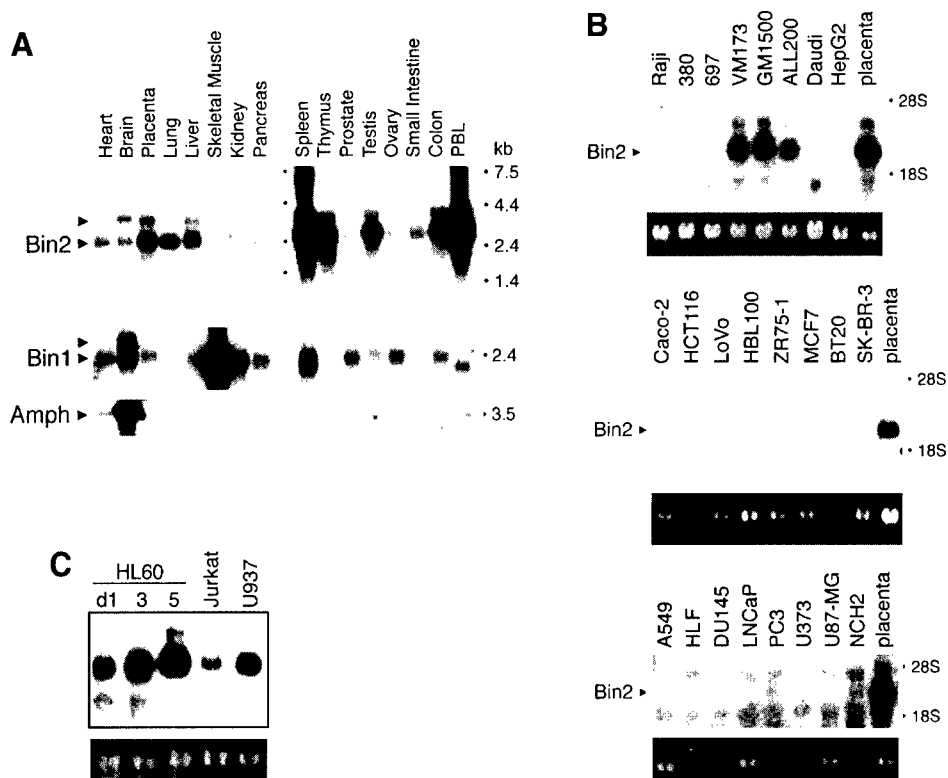 A
Heart
Brain
Placenta
Lung
Liver
Skeletal Muscle
Kidney
Pancreas
Spleen
Thymus
Prostate
Testis
Ovary
Small Intestine
Colon
PBL
kb
7.5
4.4
Bin2
2.4
1.4
Bin1
2.4
Amph
3.5
B
Raji
380
697
VM173
GM1500
ALL200
Daudi
HepG2
placenta
28S
Bin2
18S
Caco-2
HCT116
LoVo
HBL100
ZR75-1
MCF7
BT20
SK-BR-3
placenta
28S
Bin2
18S
A549
HLF
DU145
LNCaP
PC3
U373
U87-MG
NCH2
placenta
28S
Bin2
18S
C
HL60
d1 3 5
Jurkat
U937